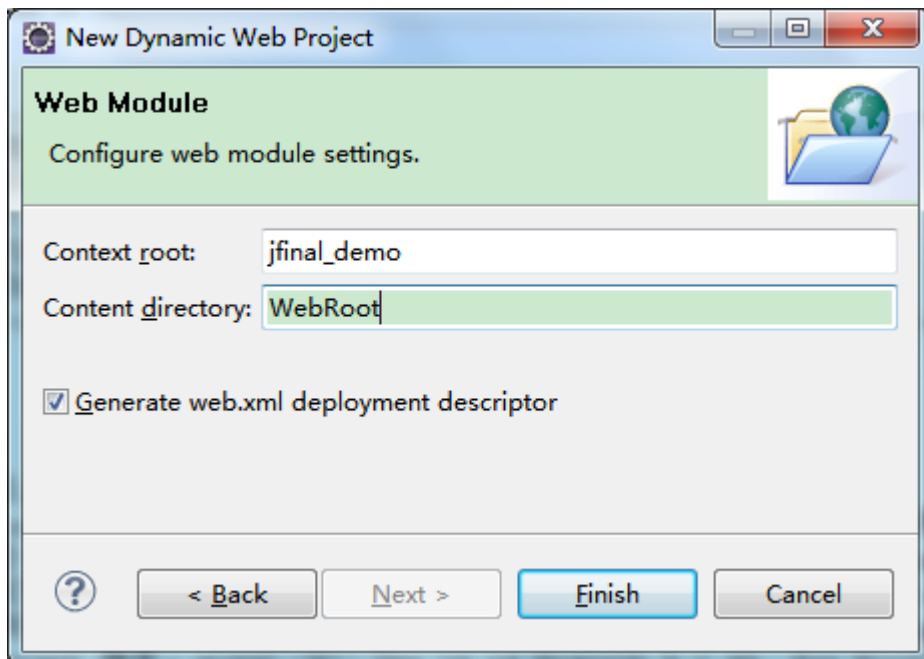 New Dynamic Web Project
Web Module
Configure web module settings.
Context root: jfinal_demo
Content directory: WebRoot
Generate web.xml deployment descriptor
? < Back Next > Finish Cancel